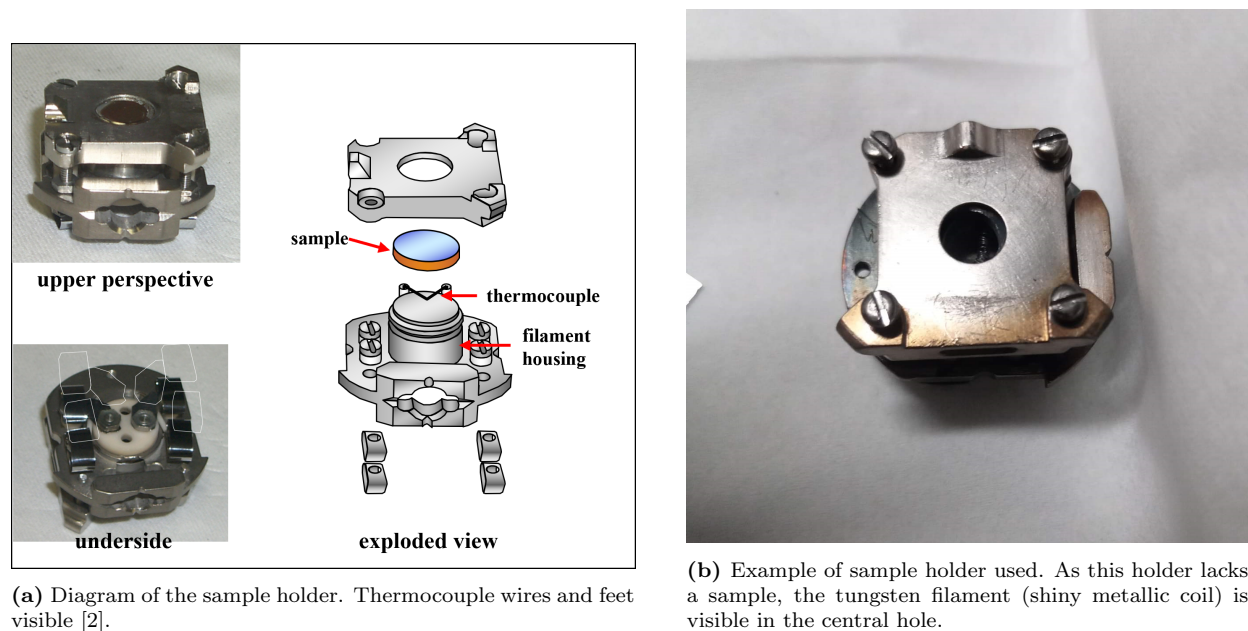 upper perspective
sample
thermocouple
filament
housing
underside
exploded view
(a) Diagram of the sample holder. Thermocouple wires and feet
visible [2].
(b) Example of sample holder used. As this holder lacks
a sample, the tungsten filament (shiny metallic coil) is
visible in the central hole.